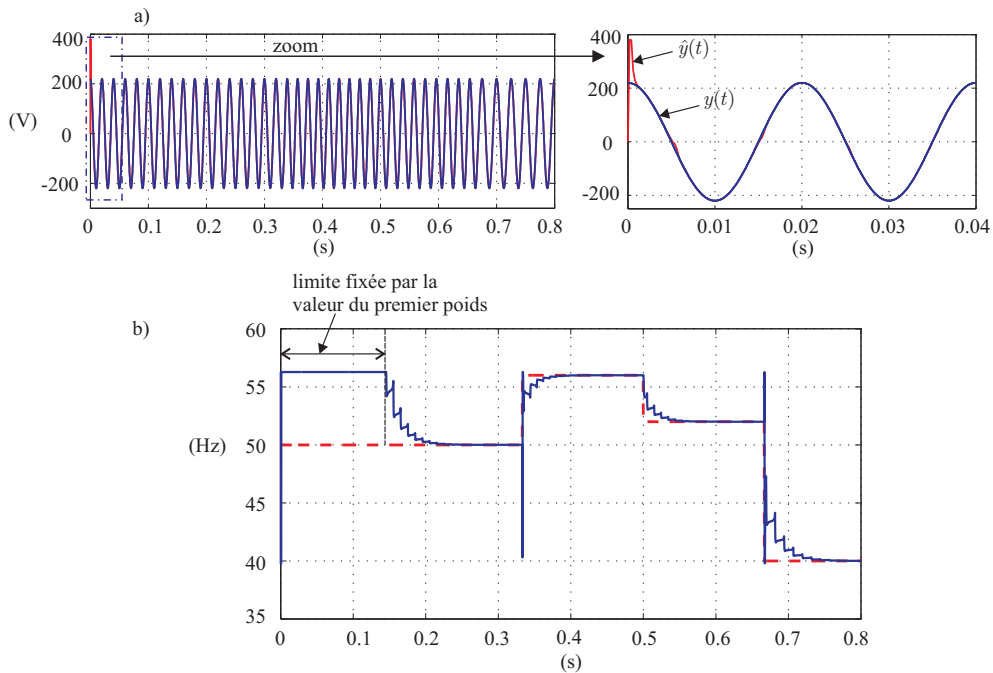 a)
zoom
400
200
0
-200
(V)
0 0.1 0.2 0.3 0.4 0.5 0.6 0.7 0.8
(s)
400
200
0
-200
ŷ(t)
y(t)
0 0.01 0.02 0.03 0.04
(s)
limite fixée par la
valeur du premier poids
b)
60
55
50
45
40
35
(Hz)
0 0.1 0.2 0.3 0.4 0.5 0.6 0.7 0.8
(s)